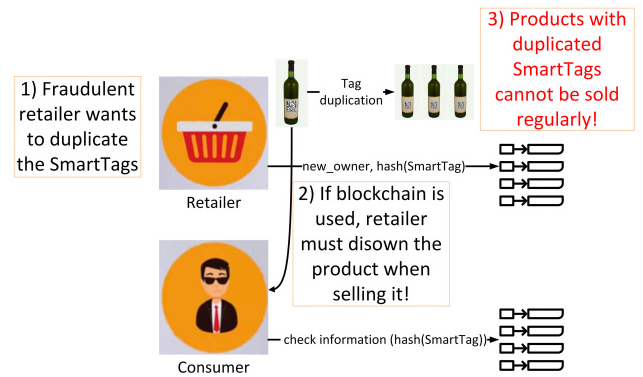 1) Fraudulent
retailer wants
to duplicate
the SmartTags
Tag
duplication
3) Products with
duplicated
SmartTags
cannot be sold
regularly!
new_owner, hash(SmartTag)
Retailer
2) If blockchain is
used, retailer
must disown the
product when
selling it!
check information (hash(SmartTag))
Consumer